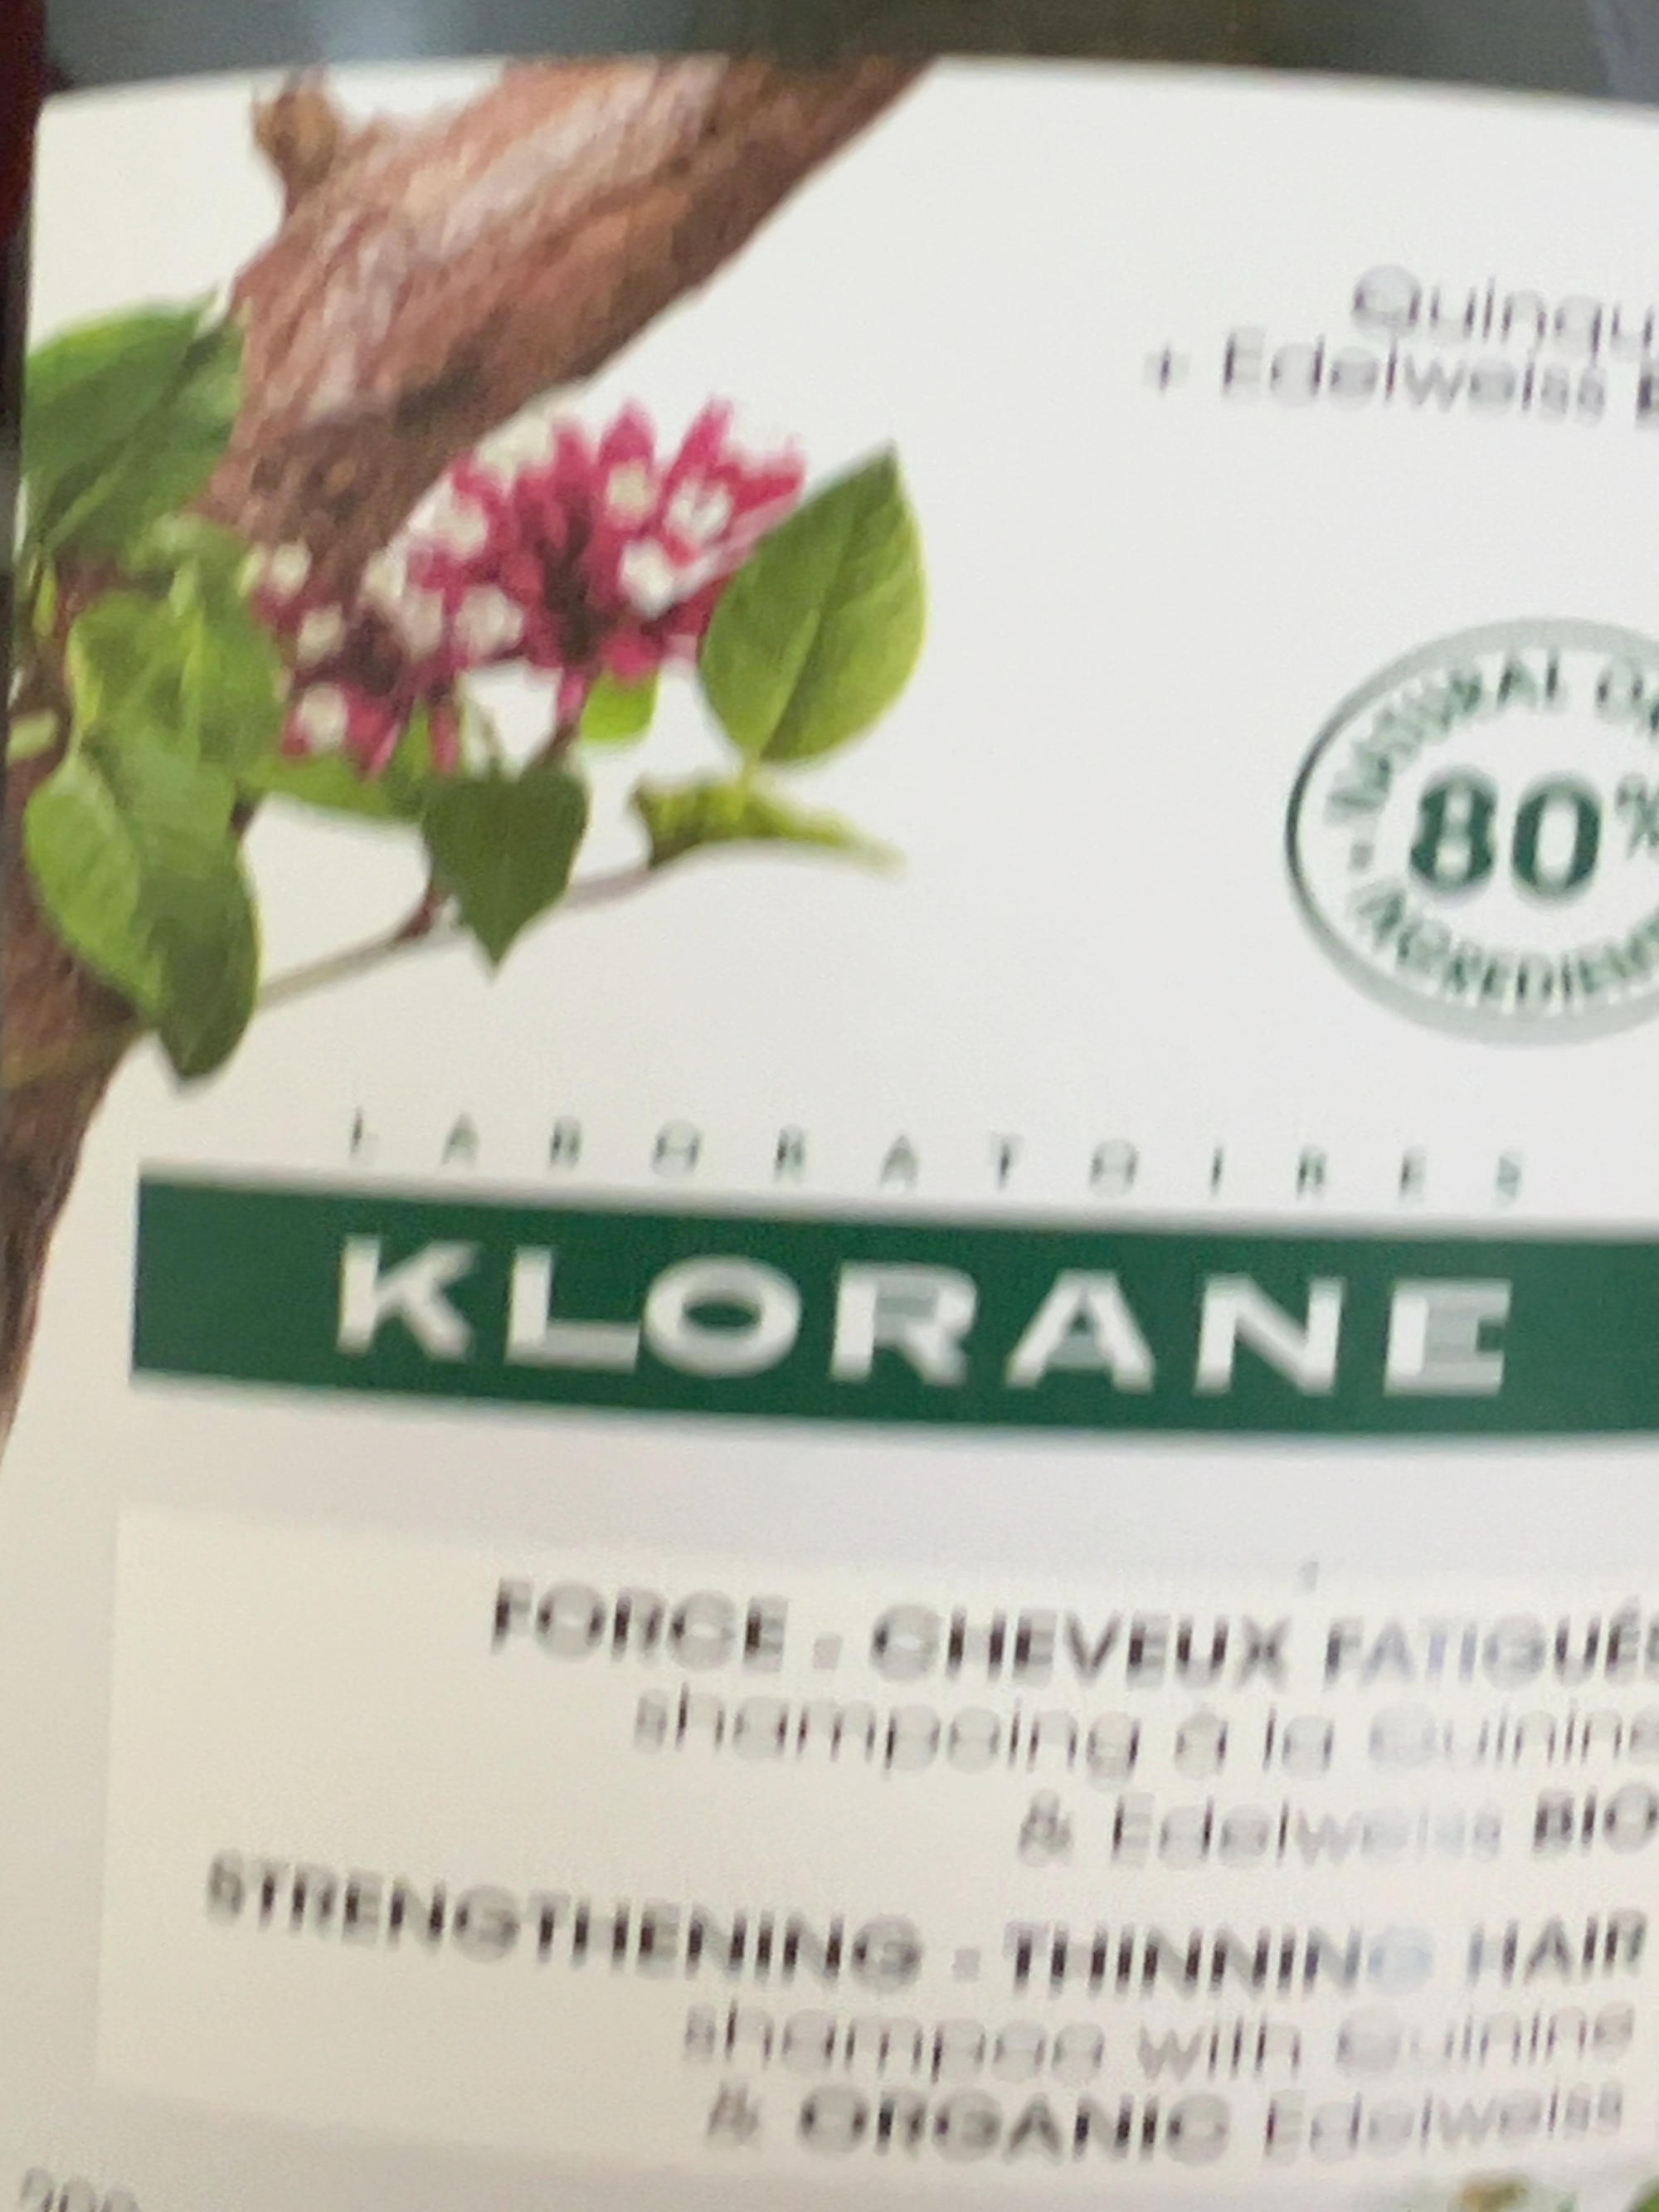 + Edelweiss
NATURAL
80%
LABORATOIRES
KLORANE
FORCE - CHEVEUX
shampoing à la Quinine
& Edelweiss BIO
STRENGTHENING - THINNING HAIR
shampoo with Quinine
& ORGANIC Edelweiss